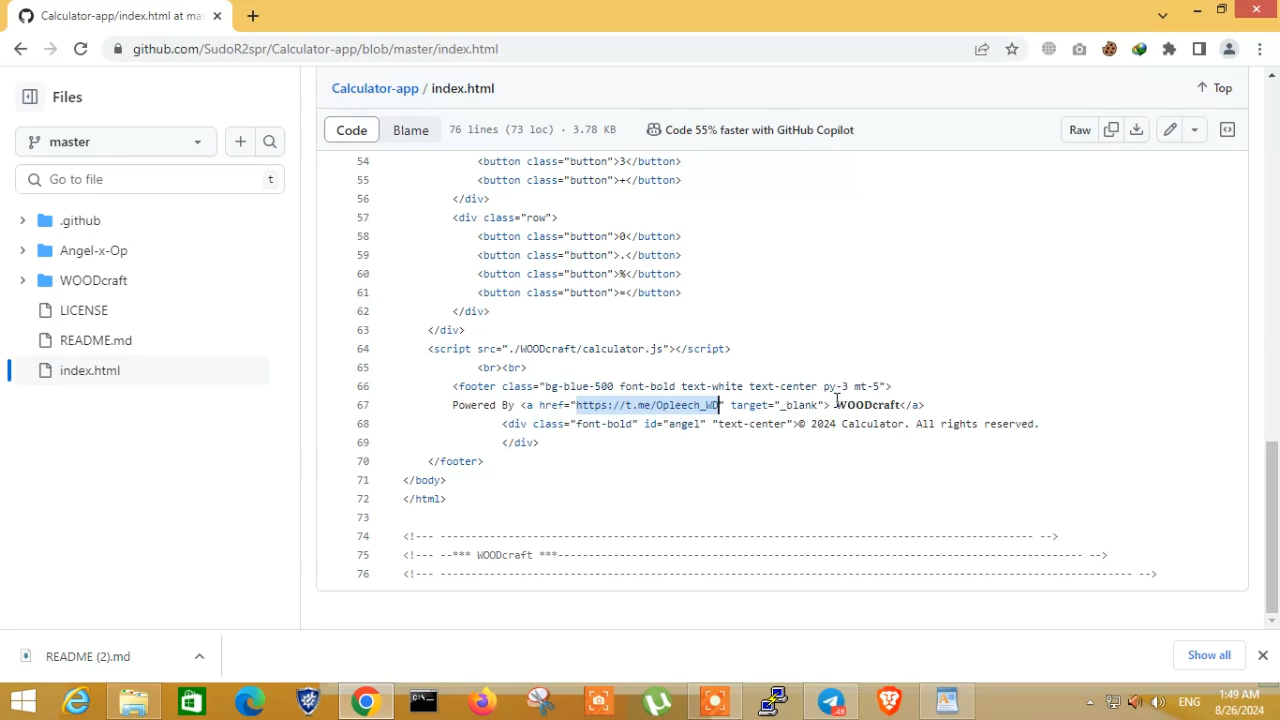 Calculator-app/index.html at mas
github.com/SudoR2spr/Calculator-app/blob/master/index.html
Files
master
Go to file
t
.github
Angel-x-Op
WOODcraft
LICENSE
README.md
index.html
Calculator-app / index.html
Top
Code
Blame
76 lines (73 loc) · 3.78 KB
Code 55% faster with GitHub Copilot
Raw
54 <button class="button">3</button>
55 <button class="button">+</button>
56 </div>
57 <div class="row">
58 <button class="button">0</button>
59 <button class="button">.</button>
60 <button class="button">%</button>
61 <button class="button">=</button>
62 </div>
63 </div>
64 <script src="./WOODcraft/calculator.js"></script>
65 <br><br>
66 <footer class="bg-blue-500 font-bold text-white text-center py-3 mt-5">
67 Powered By <a href="https://t.me/Opleech_WD" target="_blank"> 𝐖𝐎𝐎𝐃𝐜𝐫𝐚𝐟𝐭</a>
68 <div class="font-bold" id="angel" "text-center">© 2024 Calculator. All rights reserved.
69 </div>
70 </footer>
71 </body>
72 </html>
73
74 <!--- ------------------------------------------------------------------------------------------------ -->
75 <!--- --*** WOODcraft ***------------------------------------------------------------------------------------- -->
76 <!--- ---------------------------------------------------------------------------------------------------------------- -->
README (2).md
Show all
48
ENG
1:49 AM
8/26/2024